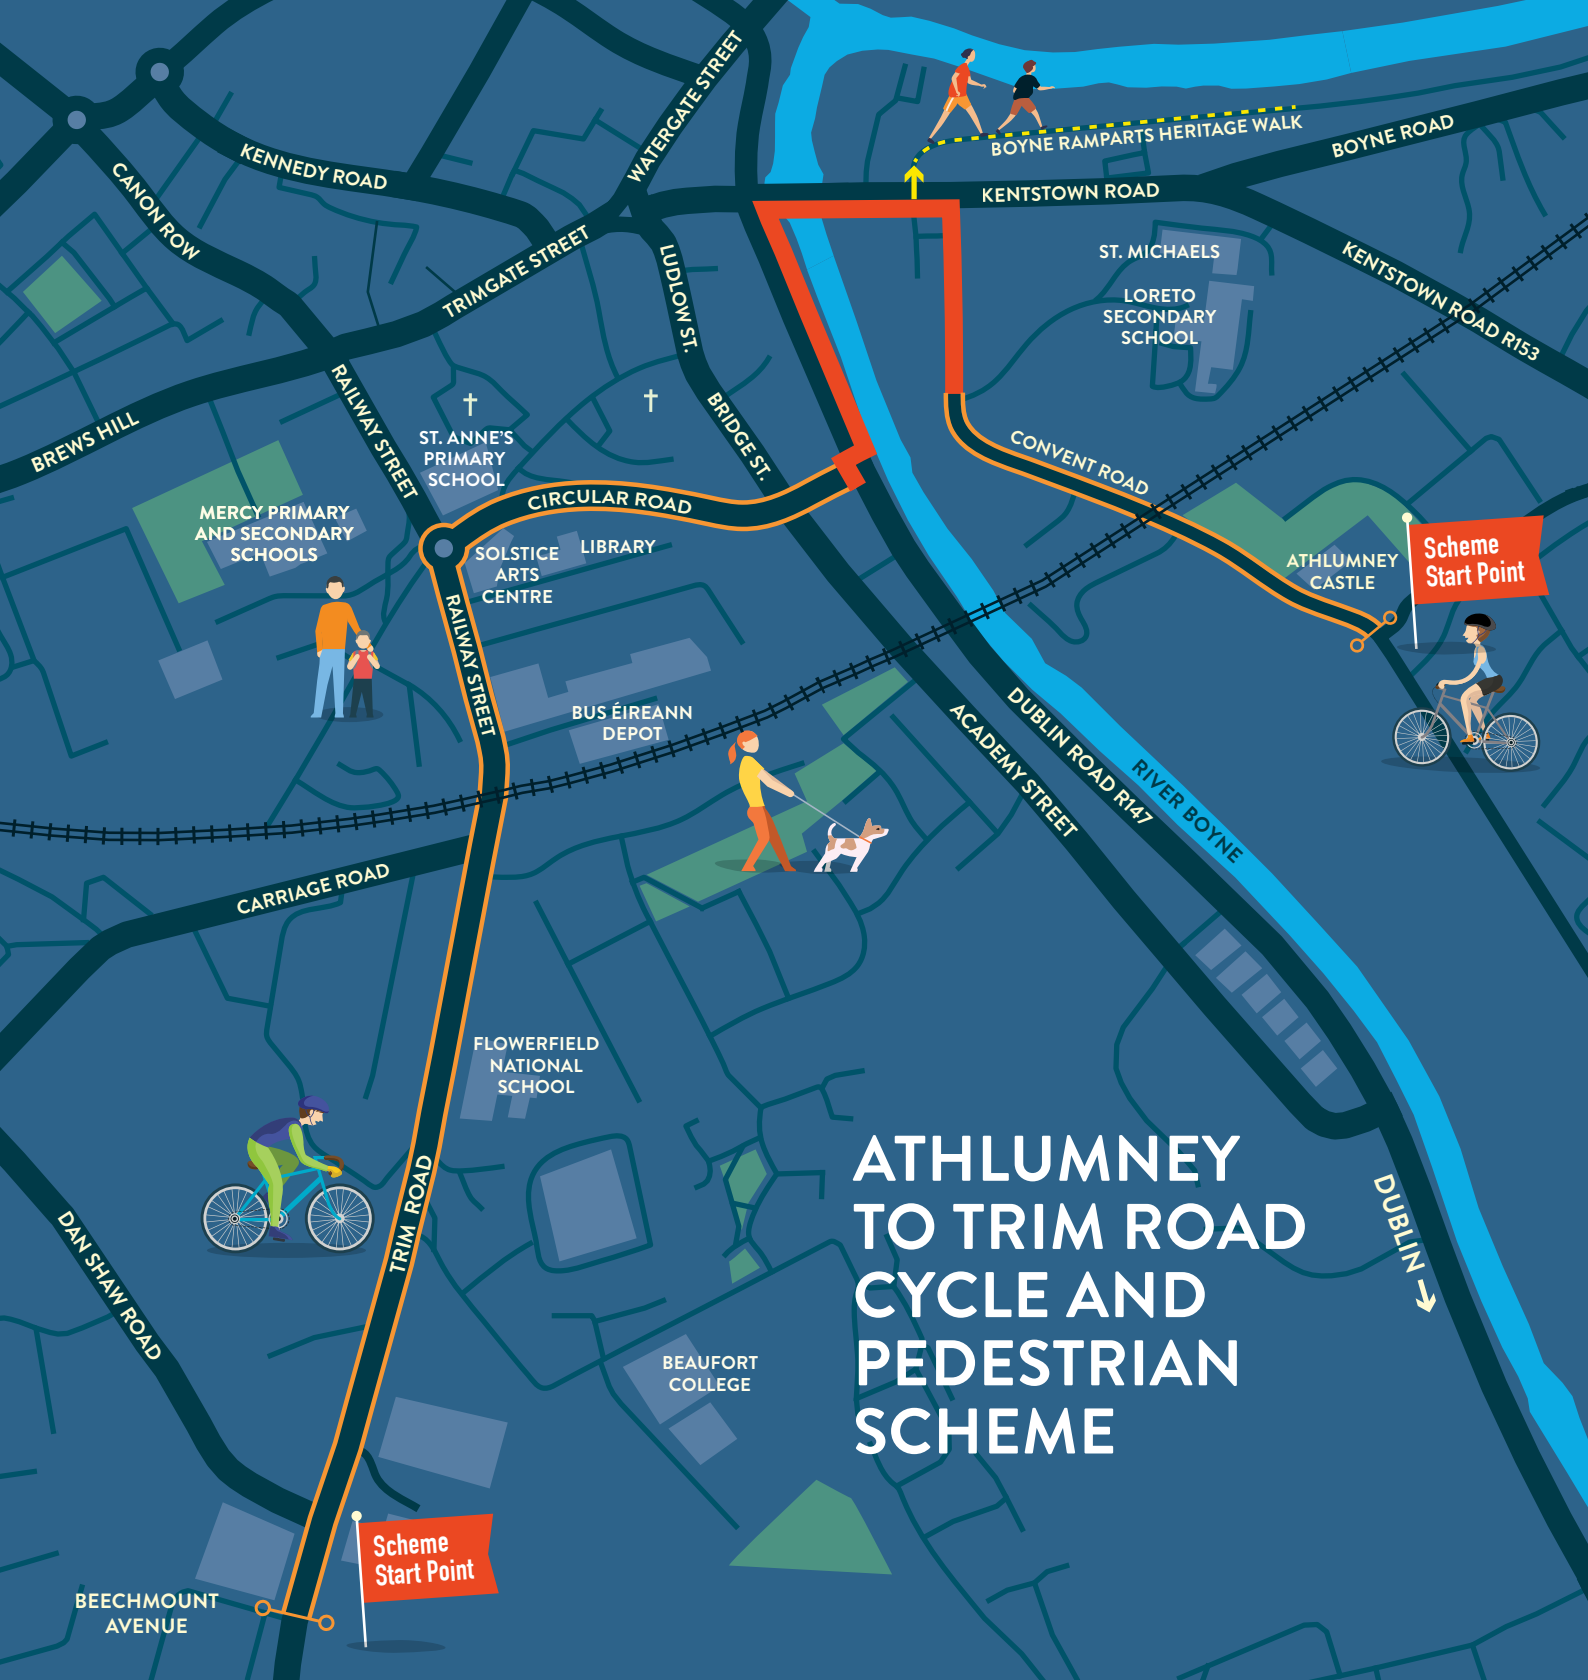 WATERGATE STREET
BOYNE RAMPARTS HERITAGE WALK
BOYNE ROAD
KENNEDY ROAD
CANON ROW
KENTSTOWN ROAD
TRIMGATE STREET
LUDLOW ST.
ST. MICHAELS
LORETO
SECONDARY
SCHOOL
KENTSTOWN ROAD R153
RAILWAY STREET
BREWS HILL
ST. ANNE'S
PRIMARY
SCHOOL
BRIDGE ST.
CONVENT ROAD
CIRCULAR ROAD
MERCY PRIMARY
AND SECONDARY
SCHOOLS
SOLSTICE
ARTS
CENTRE
LIBRARY
ATHLUMNEY
CASTLE
Scheme
Start Point
RAILWAY STREET
BUS ÉIREANN
DEPOT
ACADEMY STREET
DUBLIN ROAD R147
RIVER BOYNE
CARRIAGE ROAD
FLOWERFIELD
NATIONAL
SCHOOL
TRIM ROAD
DAN SHAW ROAD
ATHLUMNEY
TO TRIM ROAD
CYCLE AND
PEDESTRIAN
SCHEME
DUBLIN
BEAUFORT
COLLEGE
Scheme
Start Point
BEECHMOUNT
AVENUE